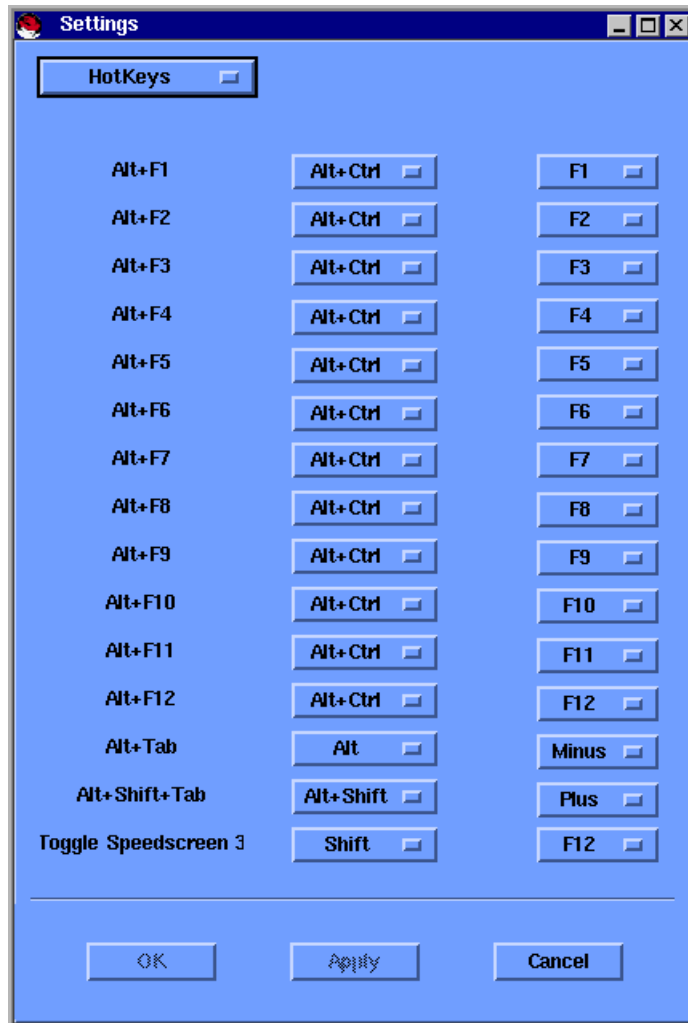 Settings
HotKeys
Alt+F1 Alt+Ctrl F1
Alt+F2 Alt+Ctrl F2
Alt+F3 Alt+Ctrl F3
Alt+F4 Alt+Ctrl F4
Alt+F5 Alt+Ctrl F5
Alt+F6 Alt+Ctrl F6
Alt+F7 Alt+Ctrl F7
Alt+F8 Alt+Ctrl F8
Alt+F9 Alt+Ctrl F9
Alt+F10 Alt+Ctrl F10
Alt+F11 Alt+Ctrl F11
Alt+F12 Alt+Ctrl F12
Alt+Tab Alt Minus
Alt+Shift+Tab Alt+Shift Plus
Toggle Speedscreen 3 Shift F12
OK Apply Cancel